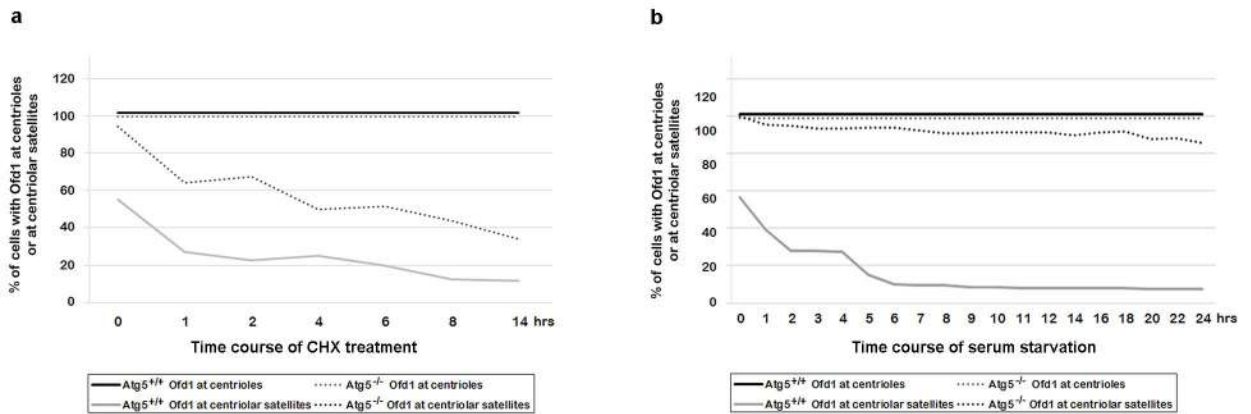 a
% of cells with Ofd1 at centrioles
or at centriolar satellites
120
100
80
60
40
20
0
0 1 2 4 6 8 14 hrs
Time course of CHX treatment
Atg5+/+ Ofd1 at centrioles Atg5-/- Ofd1 at centrioles
Atg5+/+ Ofd1 at centriolar satellites Atg5-/- Ofd1 at centriolar satellites
b
% of cells with Ofd1 at centrioles
or at centriolar satellites
120
100
80
60
40
20
0
0 1 2 3 4 5 6 7 8 9 10 11 12 14 16 18 20 22 24 hrs
Time course of serum starvation
Atg5+/+ Ofd1 at centrioles Atg5-/- Ofd1 at centrioles
Atg5+/+ Ofd1 at centriolar satellites Atg5-/- Ofd1 at centriolar satellites